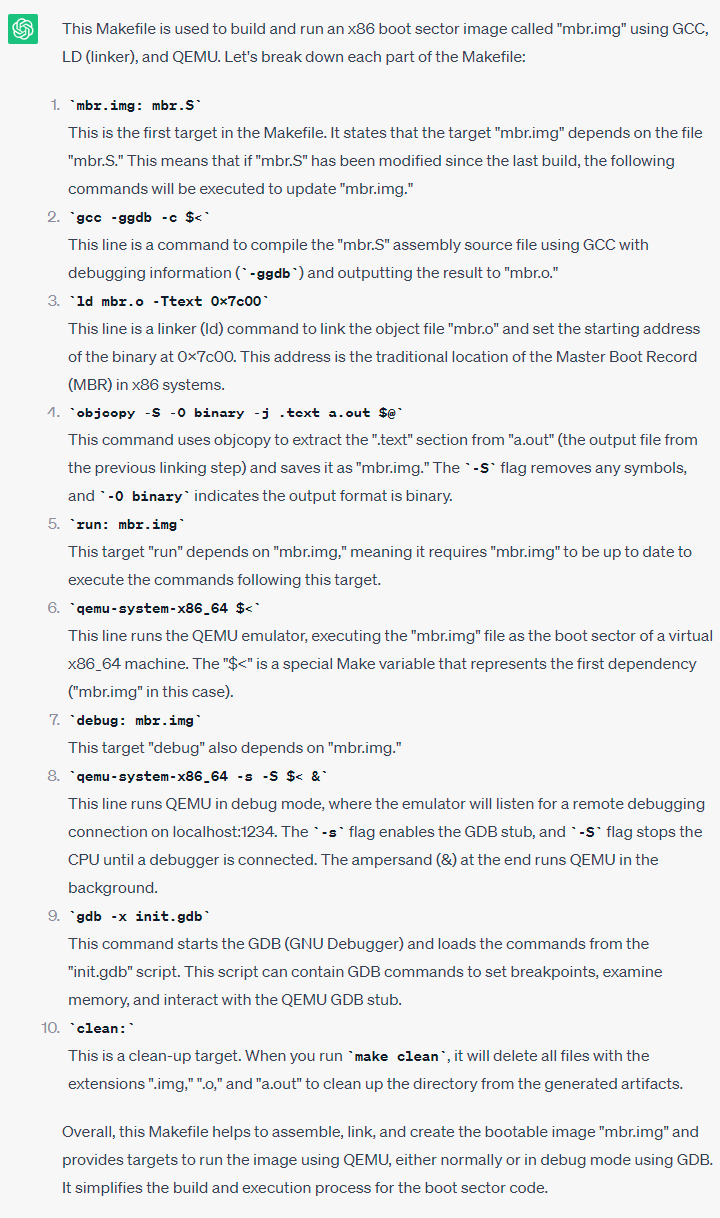 This Makefile is used to build and run an x86 boot sector image called "mbr.img" using GCC,
LD (linker), and QEMU. Let's break down each part of the Makefile:
1. `mbr.img: mbr.S`
This is the first target in the Makefile. It states that the target "mbr.img" depends on the file
"mbr.S." This means that if "mbr.S" has been modified since the last build, the following
commands will be executed to update "mbr.img."
2. `gcc -ggdb -c $<`
This line is a command to compile the "mbr.S" assembly source file using GCC with
debugging information (`-ggdb`) and outputting the result to "mbr.o."
3. `ld mbr.o -Ttext 0x7c00`
This line is a linker (ld) command to link the object file "mbr.o" and set the starting address
of the binary at 0x7c00. This address is the traditional location of the Master Boot Record
(MBR) in x86 systems.
4. `objcopy -S -O binary -j .text a.out $@`
This command uses objcopy to extract the ".text" section from "a.out" (the output file from
the previous linking step) and saves it as "mbr.img." The `-S` flag removes any symbols,
and `-O binary` indicates the output format is binary.
5. `run: mbr.img`
This target "run" depends on "mbr.img," meaning it requires "mbr.img" to be up to date to
execute the commands following this target.
6. `qemu-system-x86_64 $<`
This line runs the QEMU emulator, executing the "mbr.img" file as the boot sector of a virtual
x86_64 machine. The "$<" is a special Make variable that represents the first dependency
("mbr.img" in this case).
7. `debug: mbr.img`
This target "debug" also depends on "mbr.img."
8. `qemu-system-x86_64 -s -S $< &`
This line runs QEMU in debug mode, where the emulator will listen for a remote debugging
connection on localhost:1234. The `-s` flag enables the GDB stub, and `-S` flag stops the
CPU until a debugger is connected. The ampersand (&) at the end runs QEMU in the
background.
9. `gdb -x init.gdb`
This command starts the GDB (GNU Debugger) and loads the commands from the
"init.gdb" script. This script can contain GDB commands to set breakpoints, examine
memory, and interact with the QEMU GDB stub.
10. `clean:`
This is a clean-up target. When you run `make clean`, it will delete all files with the
extensions ".img," ".o," and "a.out" to clean up the directory from the generated artifacts.
Overall, this Makefile helps to assemble, link, and create the bootable image "mbr.img" and
provides targets to run the image using QEMU, either normally or in debug mode using GDB.
It simplifies the build and execution process for the boot sector code.